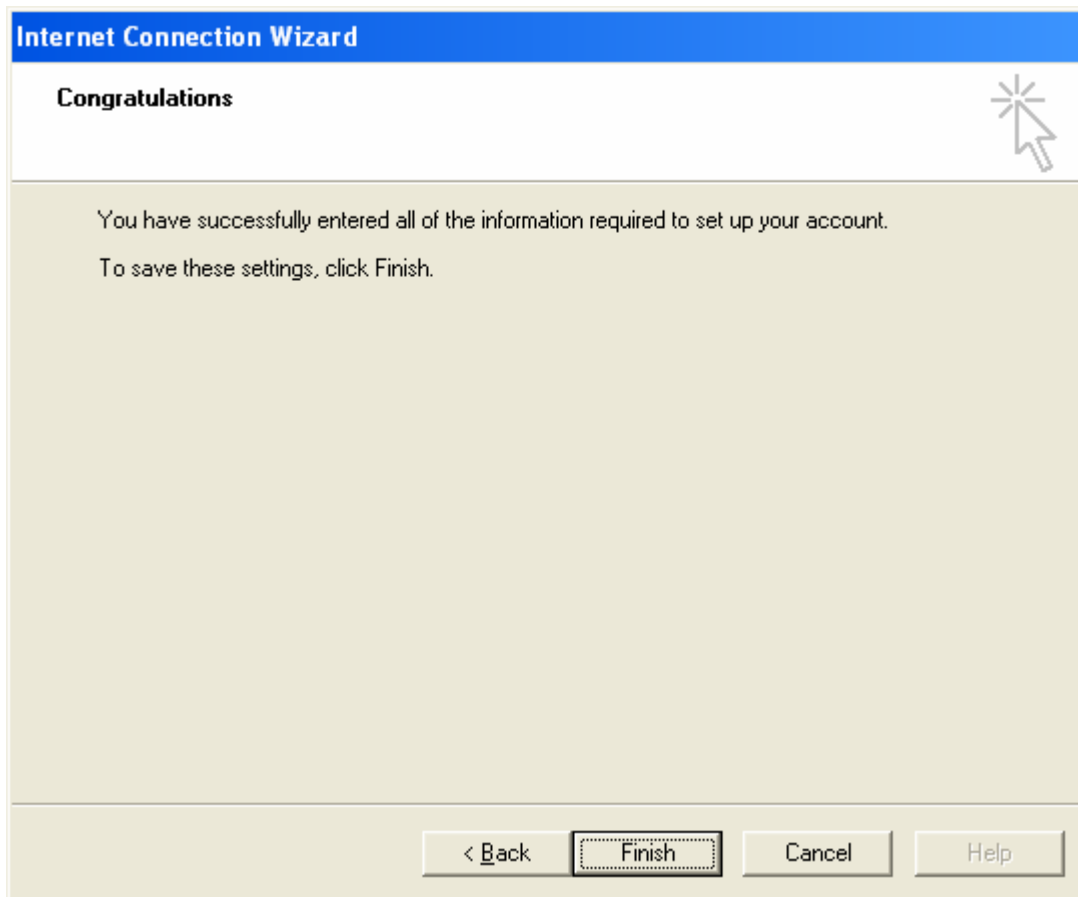 Internet Connection Wizard
Congratulations
You have successfully entered all of the information required to set up your account.
To save these settings, click Finish.
< Back Finish Cancel Help